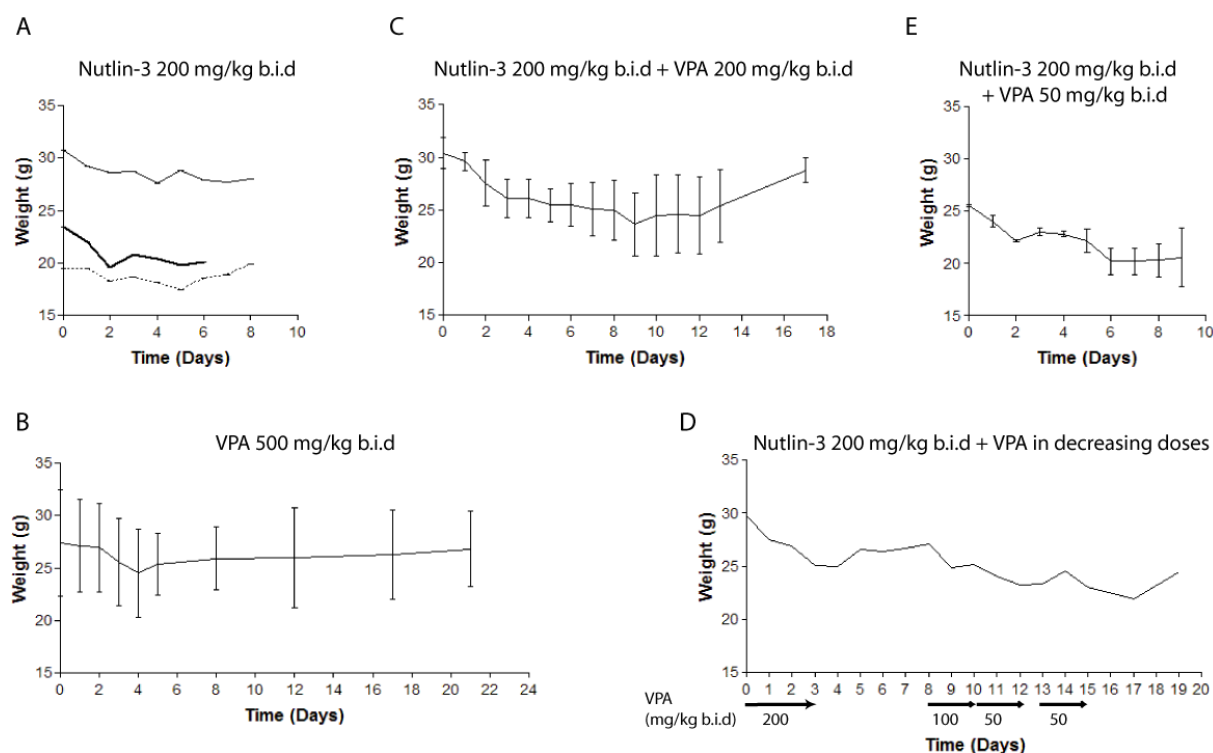 A
Nutlin-3 200 mg/kg b.i.d
35
30
25
20
15
Weight (g)
0 2 4 6 8 10
Time (Days)
C
Nutlin-3 200 mg/kg b.i.d + VPA 200 mg/kg b.i.d
35
30
25
20
15
Weight (g)
0 2 4 6 8 10 12 14 16 18
Time (Days)
E
Nutlin-3 200 mg/kg b.i.d
+ VPA 50 mg/kg b.i.d
35
30
25
20
15
Weight (g)
0 2 4 6 8 10
Time (Days)
B
VPA 500 mg/kg b.i.d
35
30
25
20
15
Weight (g)
0 2 4 6 8 10 12 14 16 18 20 22 24
Time (Days)
D
Nutlin-3 200 mg/kg b.i.d + VPA in decreasing doses
35
30
25
20
15
Weight (g)
0 1 2 3 4 5 6 7 8 9 10 11 12 13 14 15 16 17 18 19 20
VPA
(mg/kg b.i.d) 200 100 50 50
Time (Days)